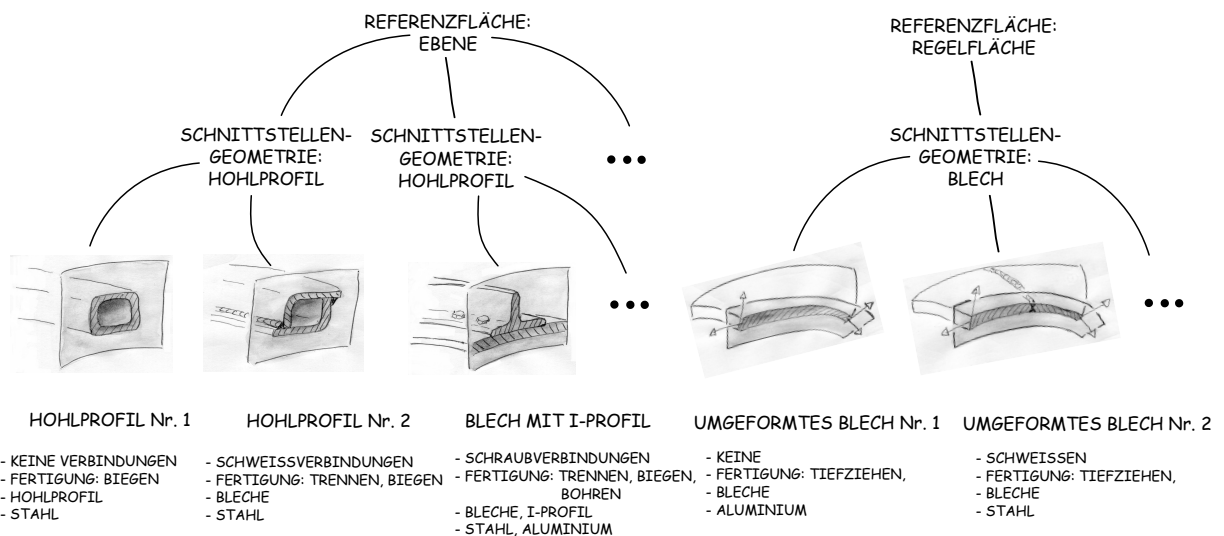 REFERENZFLÄCHE:
EBENE
REFERENZFLÄCHE:
REGELFLÄCHE
SCHNITTSTELLEN-
GEOMETRIE:
HOHLPROFIL
SCHNITTSTELLEN-
GEOMETRIE:
HOHLPROFIL
•••
SCHNITTSTELLEN-
GEOMETRIE:
BLECH
•••
•••
HOHLPROFIL Nr. 1
- KEINE VERBINDUNGEN
- FERTIGUNG: BIEGEN
- HOHLPROFIL
- STAHL
HOHLPROFIL Nr. 2
- SCHWEISSVERBINDUNGEN
- FERTIGUNG: TRENNEN, BIEGEN
- BLECHE
- STAHL
BLECH MIT I-PROFIL
- SCHRAUBVERBINDUNGEN
- FERTIGUNG: TRENNEN, BIEGEN,
BOHREN
- BLECHE, I-PROFIL
- STAHL, ALUMINIUM
UMGEFORMTES BLECH Nr. 1
- KEINE
- FERTIGUNG: TIEFZIEHEN,
- BLECHE
- ALUMINIUM
UMGEFORMTES BLECH Nr. 2
- SCHWEISSEN
- FERTIGUNG: TIEFZIEHEN,
- BLECHE
- STAHL